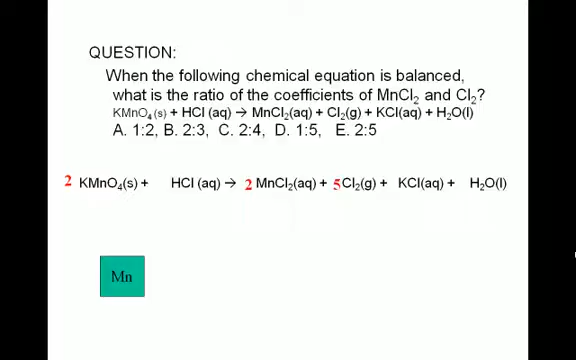 QUESTION:
When the following chemical equation is balanced,
what is the ratio of the coefficients of MnCl₂ and Cl₂?
KMnO₄(s) + HCl (aq) → MnCl₂(aq) + Cl₂(g) + KCl(aq) + H₂O(l)
A. 1:2, B. 2:3, C. 2:4, D. 1:5, E. 2:5
2 KMnO₄(s) + HCl (aq) → 2 MnCl₂(aq) + 5 Cl₂(g) + KCl(aq) + H₂O(l)
Mn